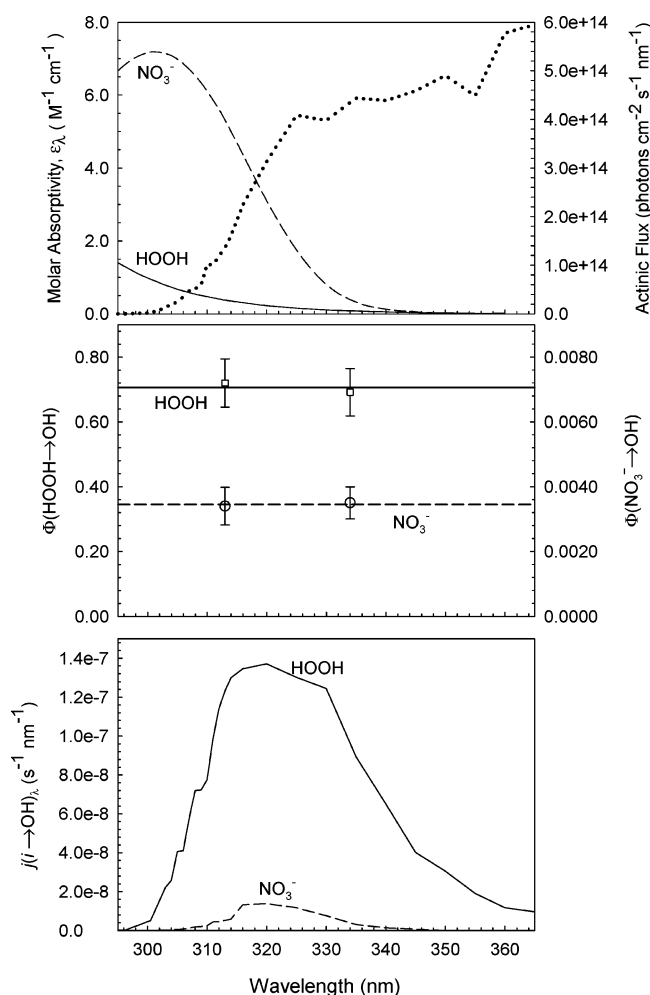 Molar Absorptivity, ελ ( M⁻¹ cm⁻¹)
8.0
6.0
4.0
2.0
0.0
NO₃⁻
HOOH
6.0e+14
5.0e+14
4.0e+14
3.0e+14
2.0e+14
1.0e+14
0.0
Actinic Flux (photons cm⁻² s⁻¹ nm⁻¹)
Φ(HOOH→OH)
0.80
0.60
0.40
0.20
0.00
HOOH
NO₃⁻
0.0080
0.0060
0.0040
0.0020
0.0000
Φ(NO₃⁻→OH)
j(i →OH)λ (s⁻¹ nm⁻¹)
1.4e-7
1.2e-7
1.0e-7
8.0e-8
6.0e-8
4.0e-8
2.0e-8
0.0
HOOH
NO₃⁻
300 310 320 330 340 350 360
Wavelength (nm)